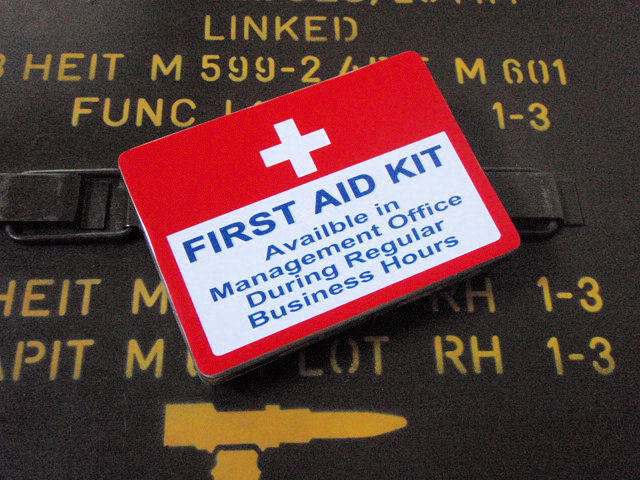 LINKED
HEIT M 599-2 M 601
FUNC 1-3
FIRST AID KIT
Availble in
Management Office
During Regular
Business Hours
HEIT M RH 1-3
APIT M LOT RH 1-3